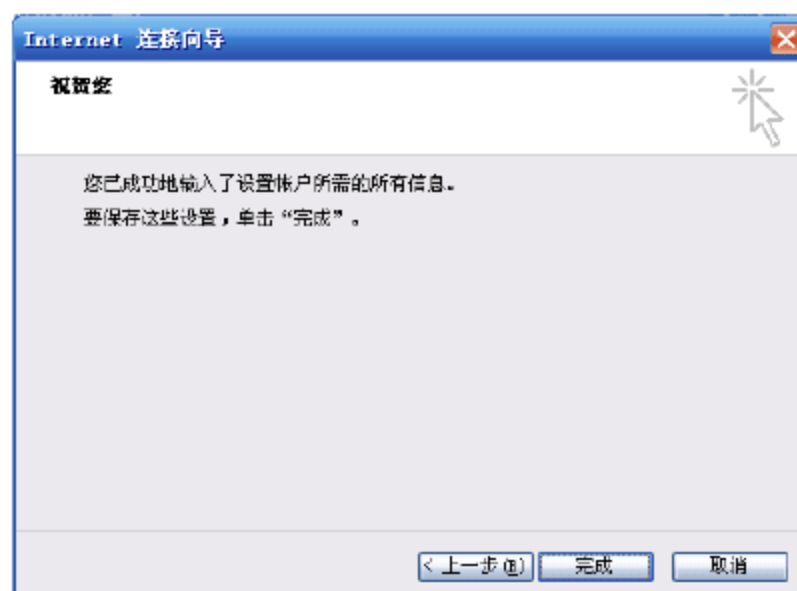 Internet 连接向导
祝贺您
您已成功地输入了设置帐户所需的所有信息。
要保存这些设置，单击“完成”。
< 上一步(B) 完成 取消